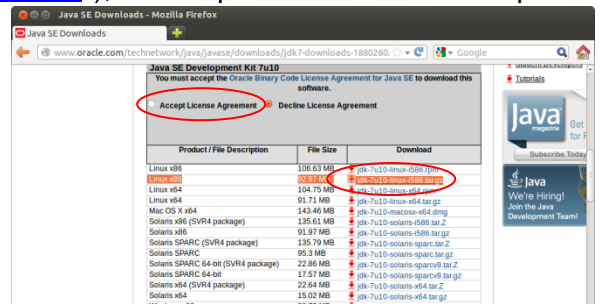 Java SE Downloads - Mozilla Firefox
Java SE Downloads
www.oracle.com/technetwork/java/javase/downloads/jdk7-downloads-1880260.
Google
Java SE Development Kit 7u10
You must accept the Oracle Binary Code License Agreement for Java SE to download this
software.
Accept License Agreement Decline License Agreement
Product / File Description File Size Download
Linux x86 106.63 MB jdk-7u10-linux-i586.rpm
Linux x86 92.97 MB jdk-7u10-linux-i586.tar.gz
Linux x64 104.75 MB jdk-7u10-linux-x64.rpm
Linux x64 91.71 MB jdk-7u10-linux-x64.tar.gz
Mac OS X x64 143.46 MB jdk-7u10-macosx-x64.dmg
Solaris x86 (SVR4 package) 135.61 MB jdk-7u10-solaris-i586.tar.Z
Solaris x86 91.97 MB jdk-7u10-solaris-i586.tar.gz
Solaris SPARC (SVR4 package) 135.79 MB jdk-7u10-solaris-sparc.tar.Z
Solaris SPARC 95.3 MB jdk-7u10-solaris-sparc.tar.gz
Solaris SPARC 64-bit (SVR4 package) 22.86 MB jdk-7u10-solaris-sparcv9.tar.Z
Solaris SPARC 64-bit 17.57 MB jdk-7u10-solaris-sparcv9.tar.gz
Solaris x64 (SVR4 package) 22.64 MB jdk-7u10-solaris-x64.tar.Z
Solaris x64 15.02 MB jdk-7u10-solaris-x64.tar.gz
Tutorials
Java
magazine
Get
for
Subscribe Today
Java
We're Hiring!
Join the Java
Development Team!